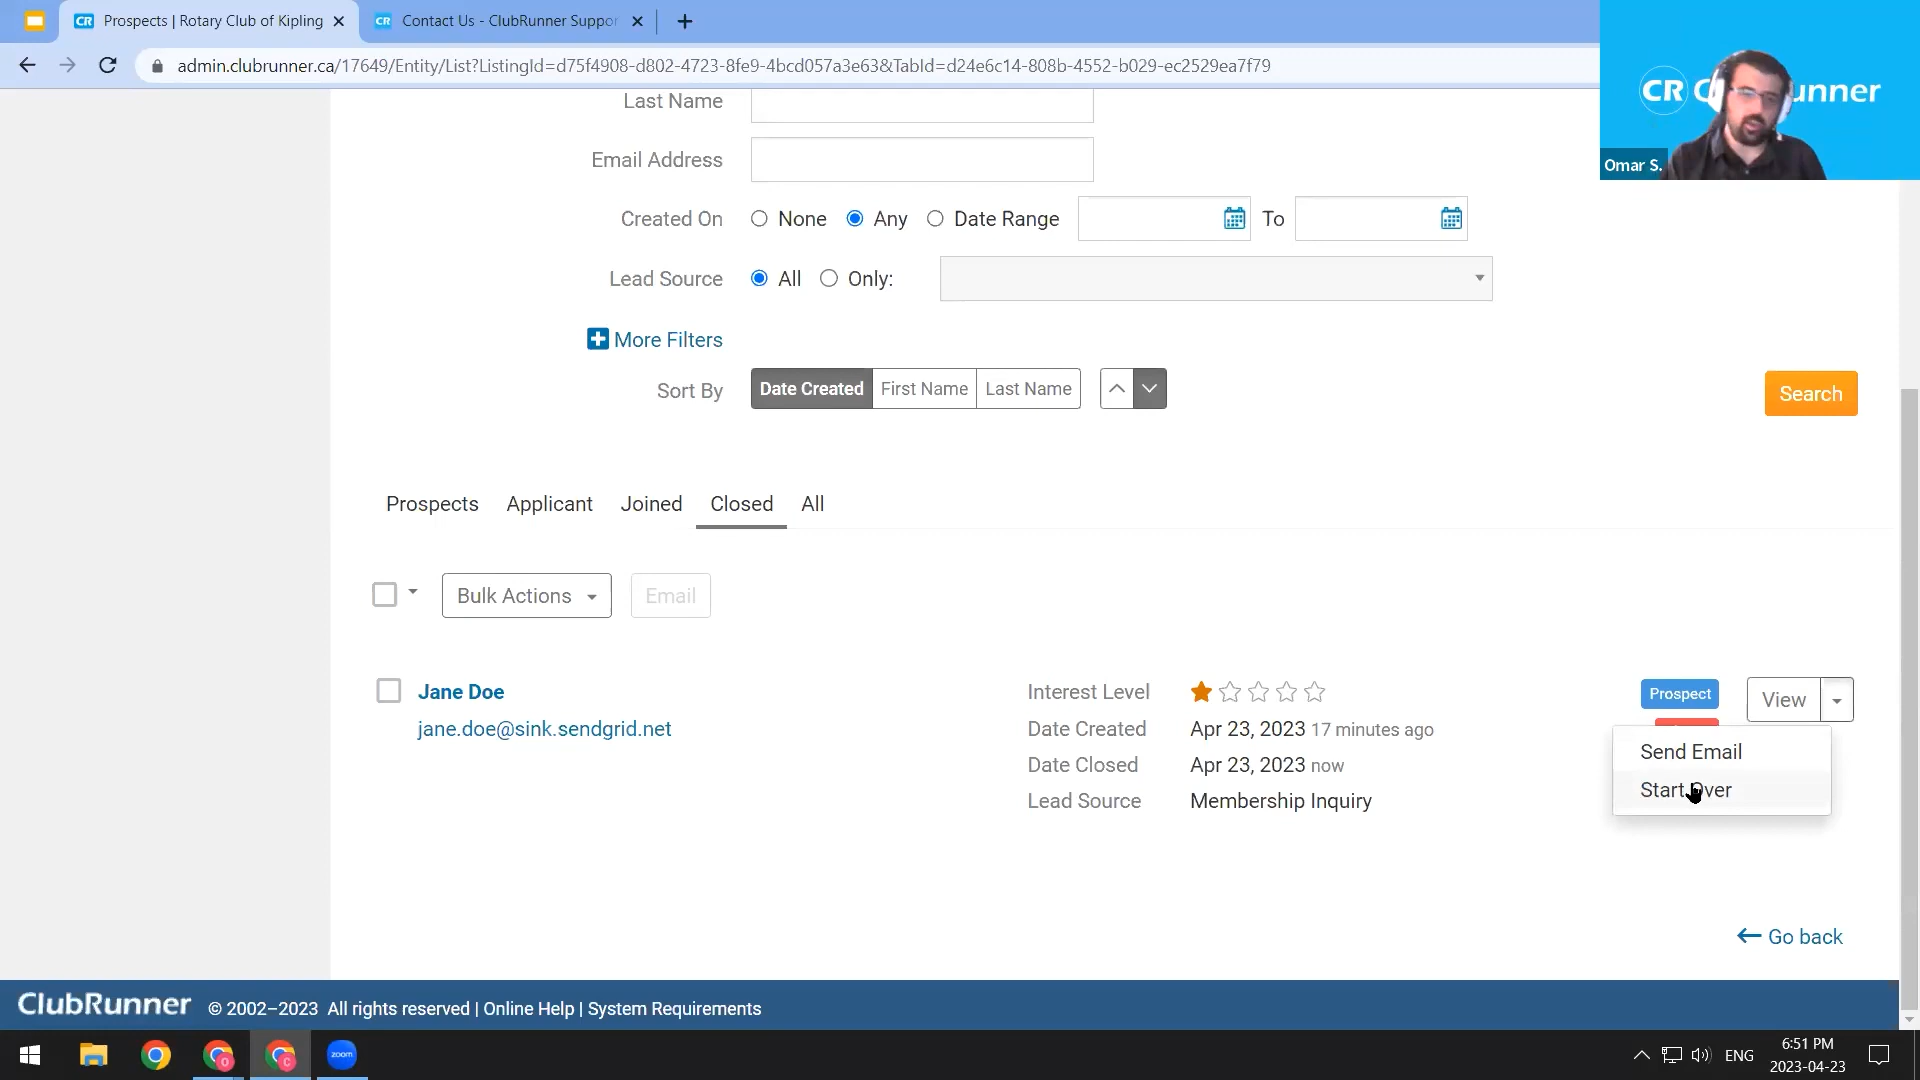 Prospects | Rotary Club of Kipling
Contact Us - ClubRunner Suppor
admin.clubrunner.ca/17649/Entity/List?ListingId=d75f4908-d802-4723-8fe9-4bcd057a3e63&TabId=d24e6c14-808b-4552-b029-ec2529ea7f79
CR C unner
Omar S.
Last Name
Email Address
Created On None Any Date Range To
Lead Source All Only:
More Filters
Sort By Date Created First Name Last Name
Search
Prospects Applicant Joined Closed All
Bulk Actions Email
Jane Doe Interest Level Prospect View
jane.doe@sink.sendgrid.net Date Created Apr 23, 2023 17 minutes ago
Send Email
Date Closed Apr 23, 2023 now
Start Over
Lead Source Membership Inquiry
Go back
ClubRunner © 2002–2023 All rights reserved | Online Help | System Requirements
zoom
ENG
6:51 PM
2023-04-23